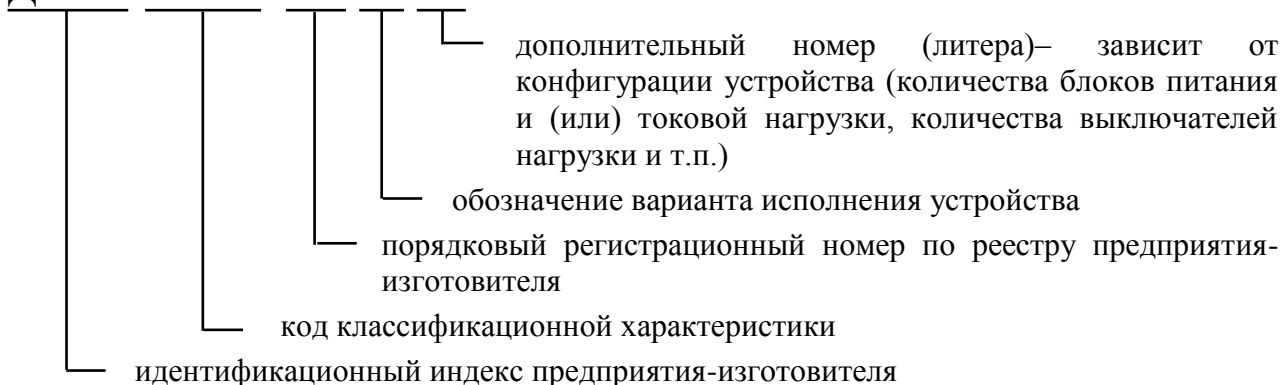 дополнительный номер (литера)– зависит от
конфигурации устройства (количества блоков питания
и (или) токовой нагрузки, количества выключателей
нагрузки и т.п.)
обозначение варианта исполнения устройства
порядковый регистрационный номер по реестру предприятия-
изготовителя
код классификационной характеристики
идентификационный индекс предприятия-изготовителя